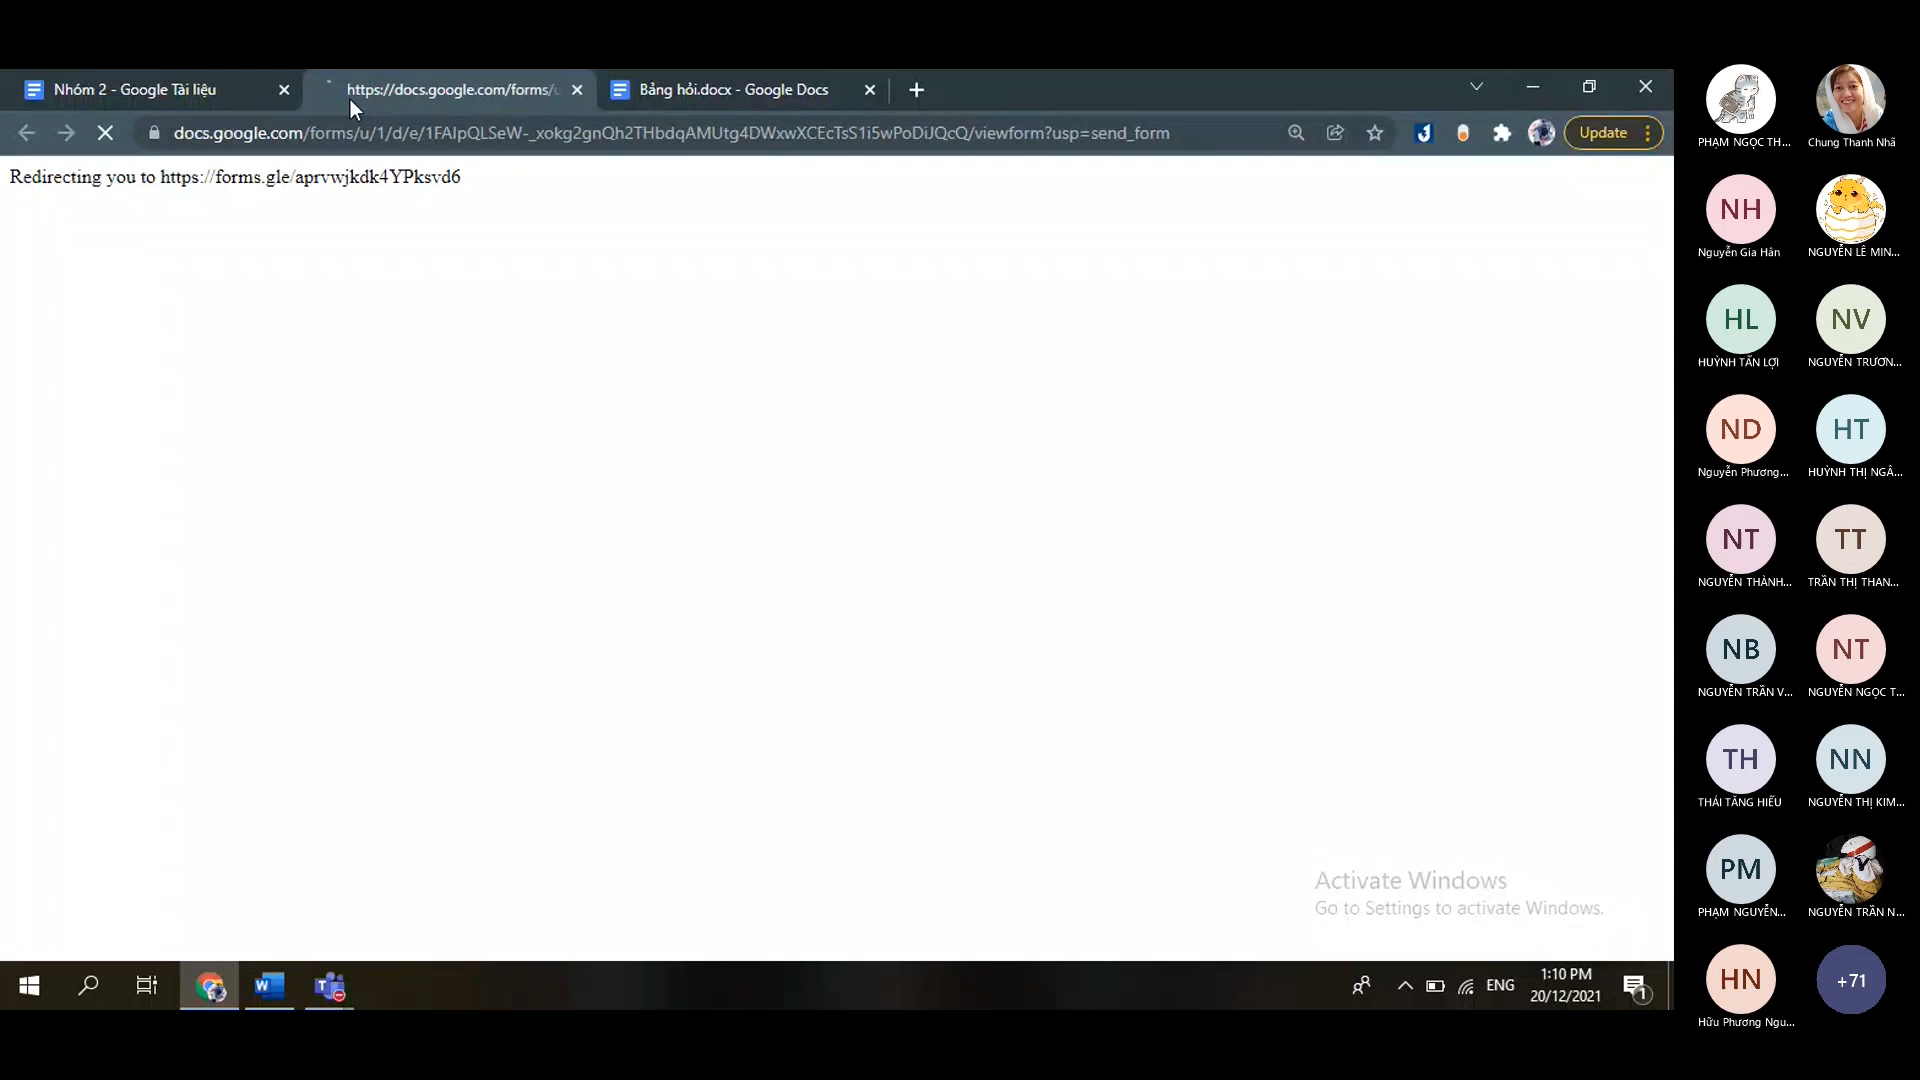 Nhóm 2 - Google Tài liệu
https://docs.google.com/forms/u
Bảng hỏi.docx - Google Docs
docs.google.com/forms/u/1/d/e/1FAIpQLSeW-_xokg2gnQh2THbdqAMUtg4DWxwXCEcTsS1i5wPoDiJQcQ/viewform?usp=send_form
Update
Redirecting you to https://forms.gle/aprvwjkdk4YPksvd6
Activate Windows
Go to Settings to activate Windows.
ENG
1:10 PM
20/12/2021
1
PHẠM NGỌC TH...
Chung Thanh Nhã
NH
Nguyễn Gia Hân
NGUYỄN LÊ MIN...
HL
HUỲNH TẤN LỢI
NV
NGUYỄN TRƯƠN...
ND
Nguyễn Phương...
HT
HUỲNH THỊ NGÂ...
NT
NGUYỄN THÀNH...
TT
TRẦN THỊ THAN...
NB
NGUYỄN TRẦN V...
NT
NGUYỄN NGỌC T...
TH
THÁI TĂNG HIẾU
NN
NGUYỄN THỊ KIM...
PM
PHẠM NGUYỄN...
NGUYỄN TRẦN N...
HN
Hữu Phương Ngu...
+71